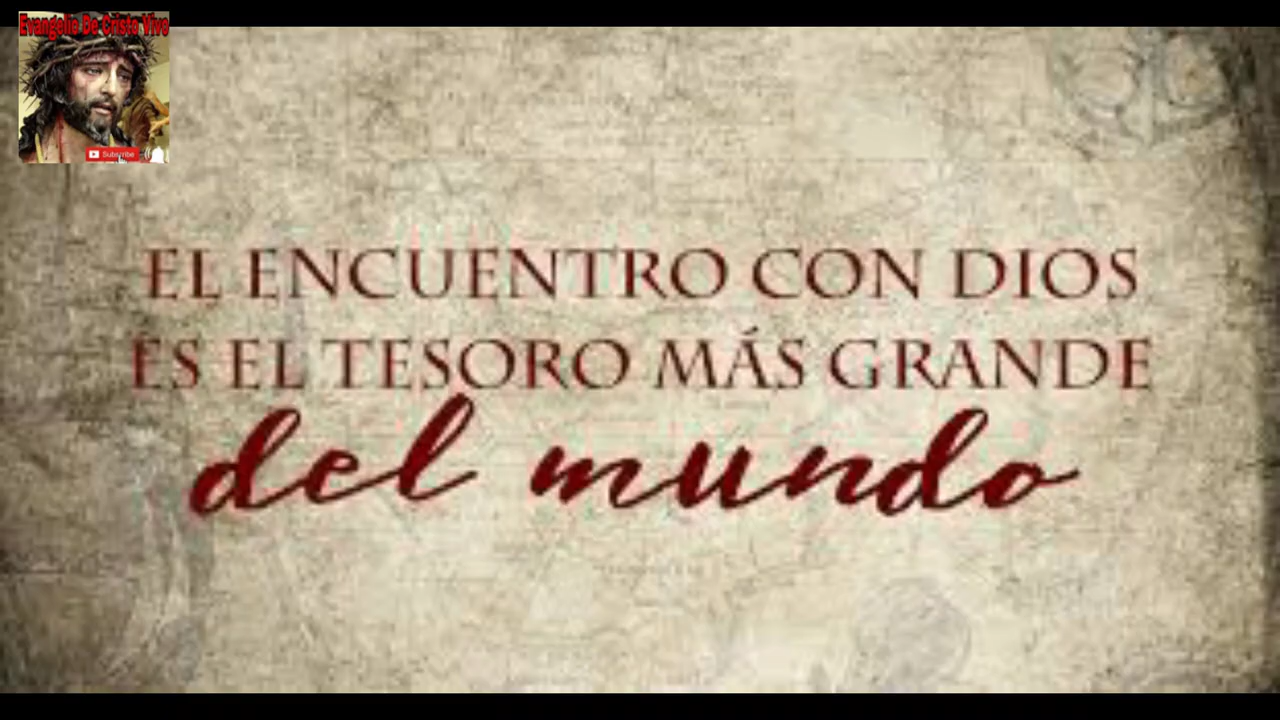 Evangelio De Cristo Vivo
Subscribe
EL ENCUENTRO CON DIOS
ES EL TESORO MÁS GRANDE
del mundo